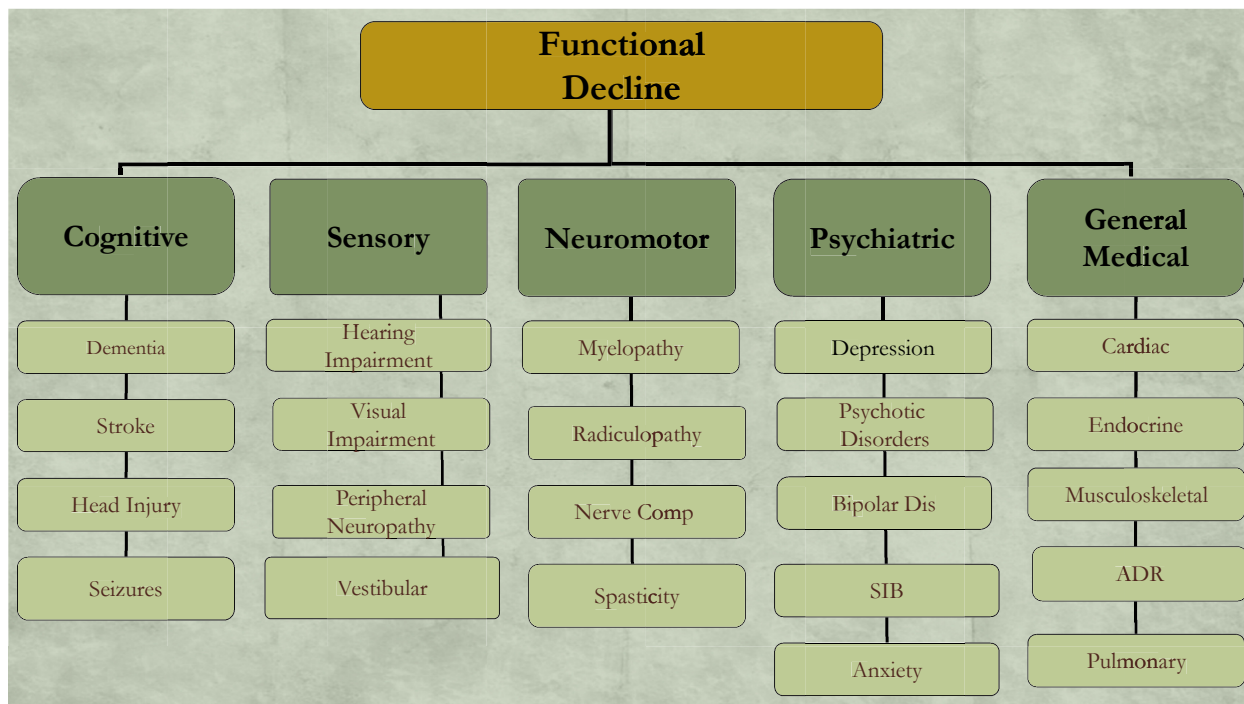 Functional
Decline
Cognitive
Sensory
Neuromotor
Psychiatric
General
Medical
Dementia
Stroke
Head Injury
Seizures
Hearing
Impairment
Visual
Impairment
Peripheral
Neuropathy
Vestibular
Myelopathy
Radiculopathy
Nerve Comp
Spasticity
Depression
Psychotic
Disorders
Bipolar Dis
SIB
Anxiety
Cardiac
Endocrine
Musculoskeletal
ADR
Pulmonary